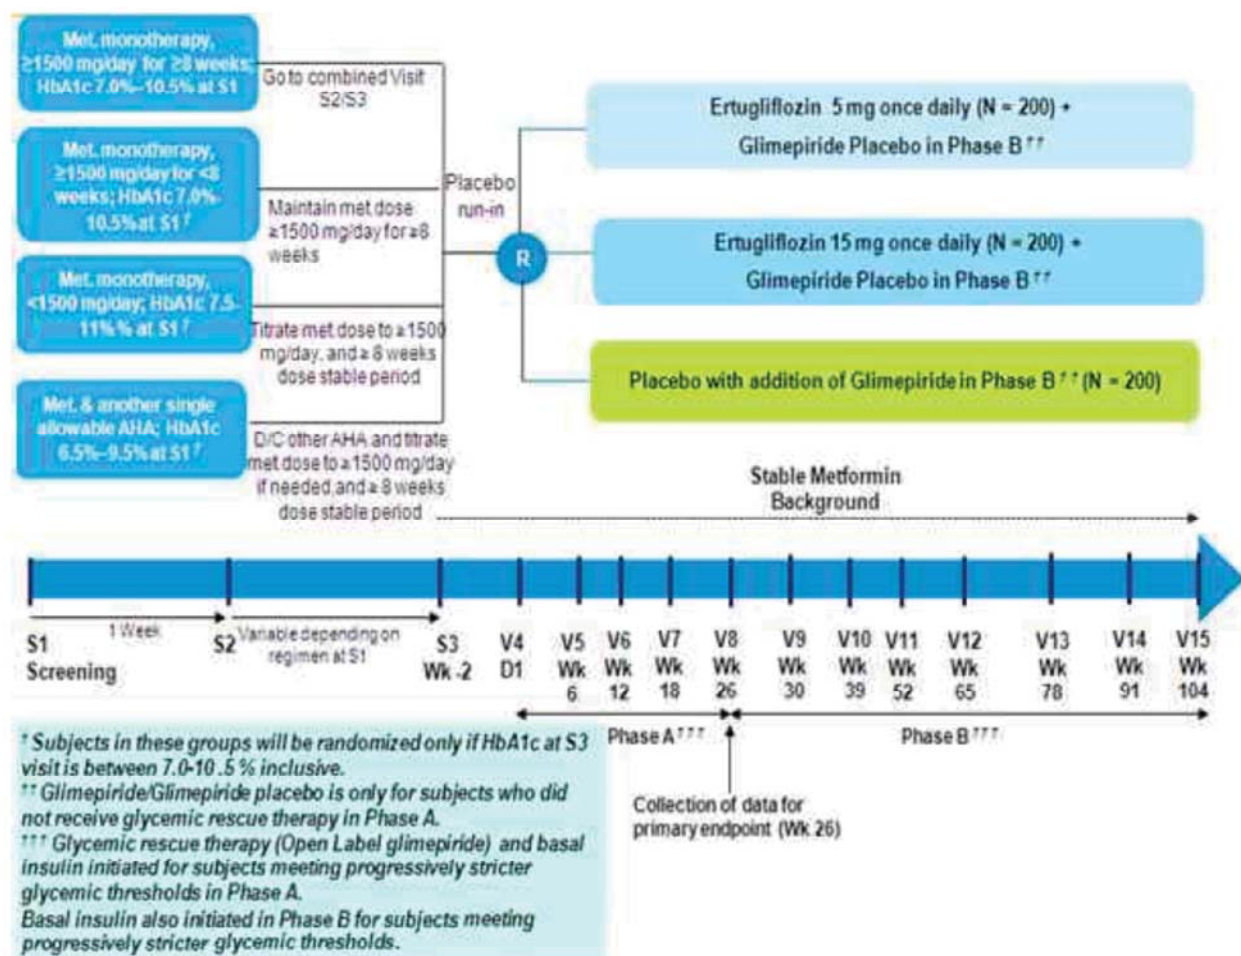 Met. monotherapy,
≥1500 mg/day for ≥8 weeks;
HbA1c 7.0%–10.5% at S1
Go to combined Visit
S2/S3
Met. monotherapy,
≥1500 mg/day for <8
weeks; HbA1c 7.0%-
10.5% at S1 †
Maintain met dose
≥1500 mg/day for ≥8
weeks
Met. monotherapy,
<1500 mg/day; HbA1c 7.5-
11% % at S1 †
Titrate met dose to ≥1500
mg/day, and ≥ 8 weeks
dose stable period
Met. & another single
allowable AHA; HbA1c
6.5%–9.5% at S1 †
D/C other AHA and titrate
met dose to ≥1500 mg/day
if needed, and ≥ 8 weeks
dose stable period
Placebo
run-in
R
Ertugliflozin 5 mg once daily (N = 200) +
Glimepiride Placebo in Phase B ††
Ertugliflozin 15 mg once daily (N = 200) +
Glimepiride Placebo in Phase B ††
Placebo with addition of Glimepiride in Phase B †† (N = 200)
Stable Metformin
Background
1 Week
Variable depending on
regimen at S1
S1
Screening
S2
S3
Wk -2
V4
D1
V5
Wk
6
V6
Wk
12
V7
Wk
18
V8
Wk
26
V9
Wk
30
V10
Wk
39
V11
Wk
52
V12
Wk
65
V13
Wk
78
V14
Wk
91
V15
Wk
104
Phase A †††
Phase B †††
Collection of data for
primary endpoint (Wk 26)
† Subjects in these groups will be randomized only if HbA1c at S3
visit is between 7.0-10 .5 % inclusive.
†† Glimepiride/Glimepiride placebo is only for subjects who did
not receive glycemic rescue therapy in Phase A.
††† Glycemic rescue therapy (Open Label glimepiride) and basal
insulin initiated for subjects meeting progressively stricter
glycemic thresholds in Phase A.
Basal insulin also initiated in Phase B for subjects meeting
progressively stricter glycemic thresholds.